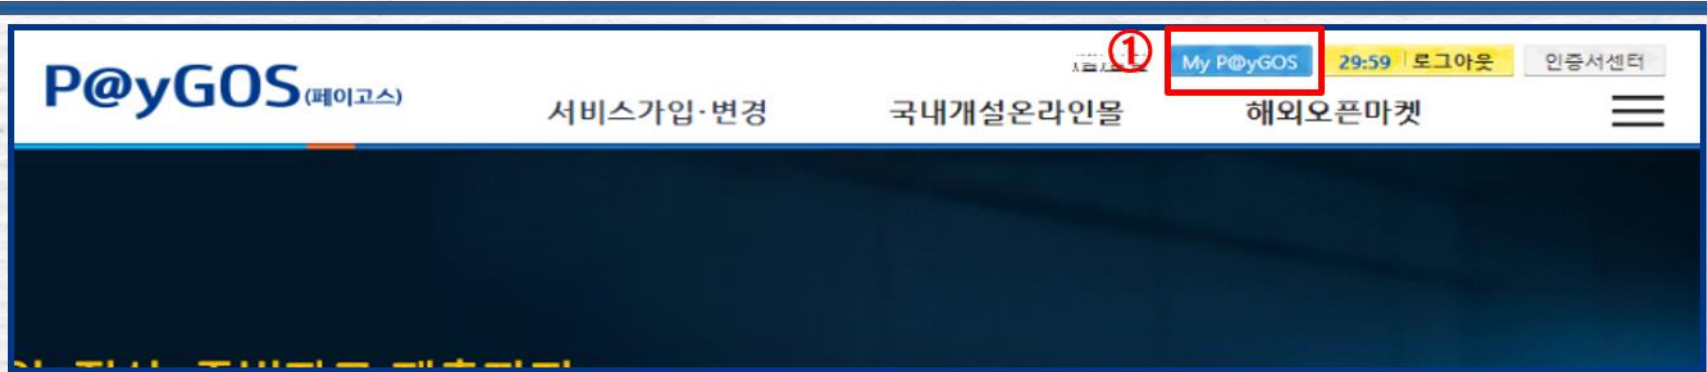 ① My P@yGOS 29:59 로그아웃 인증서센터
P@yGOS(페이고스) 서비스가입·변경 국내개설온라인몰 해외오픈마켓